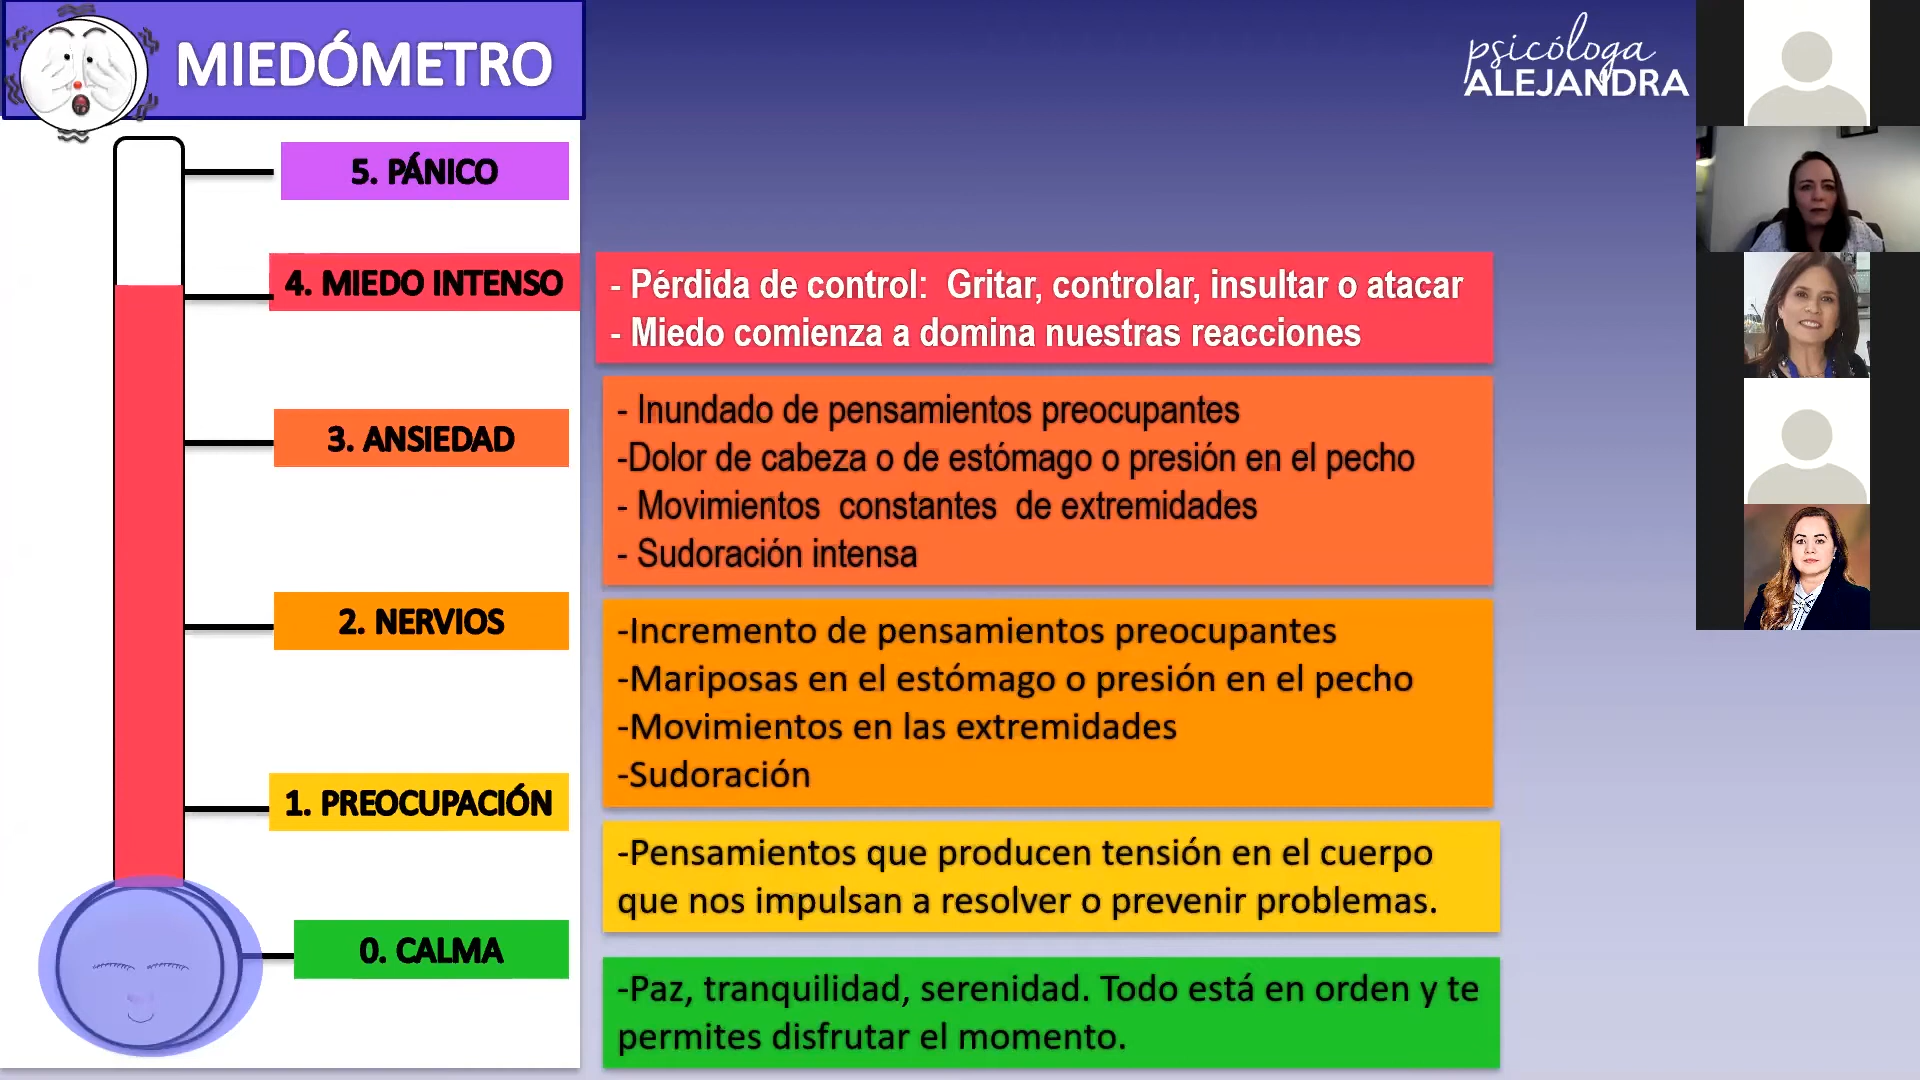 MIEDÓMETRO
psicóloga
ALEJANDRA
5. PÁNICO
4. MIEDO INTENSO
- Pérdida de control:  Gritar, controlar, insultar o atacar
- Miedo comienza a domina nuestras reacciones
3. ANSIEDAD
- Inundado de pensamientos preocupantes
-Dolor de cabeza o de estómago o presión en el pecho
- Movimientos  constantes  de extremidades
- Sudoración intensa
2. NERVIOS
-Incremento de pensamientos preocupantes
-Mariposas en el estómago o presión en el pecho
-Movimientos en las extremidades
-Sudoración
1. PREOCUPACIÓN
-Pensamientos que producen tensión en el cuerpo
que nos impulsan a resolver o prevenir problemas.
0. CALMA
-Paz, tranquilidad, serenidad. Todo está en orden y te
permites disfrutar el momento.